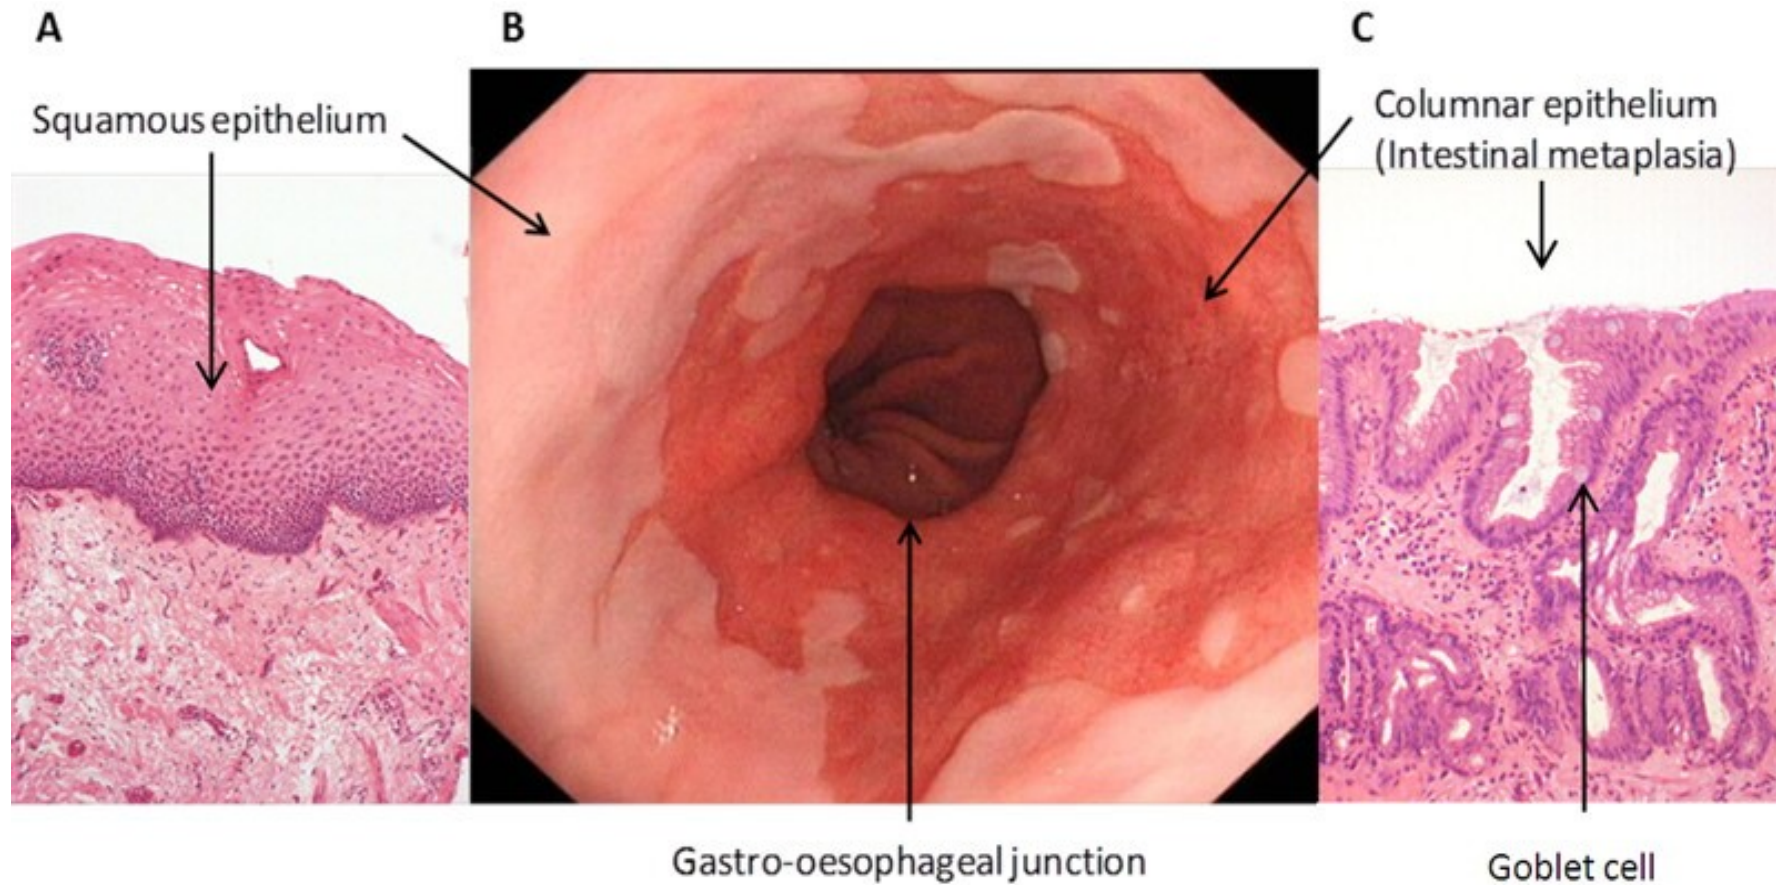 A
B
C
Squamous epithelium
Columnar epithelium
(Intestinal metaplasia)
Gastro-oesophageal junction
Goblet cell